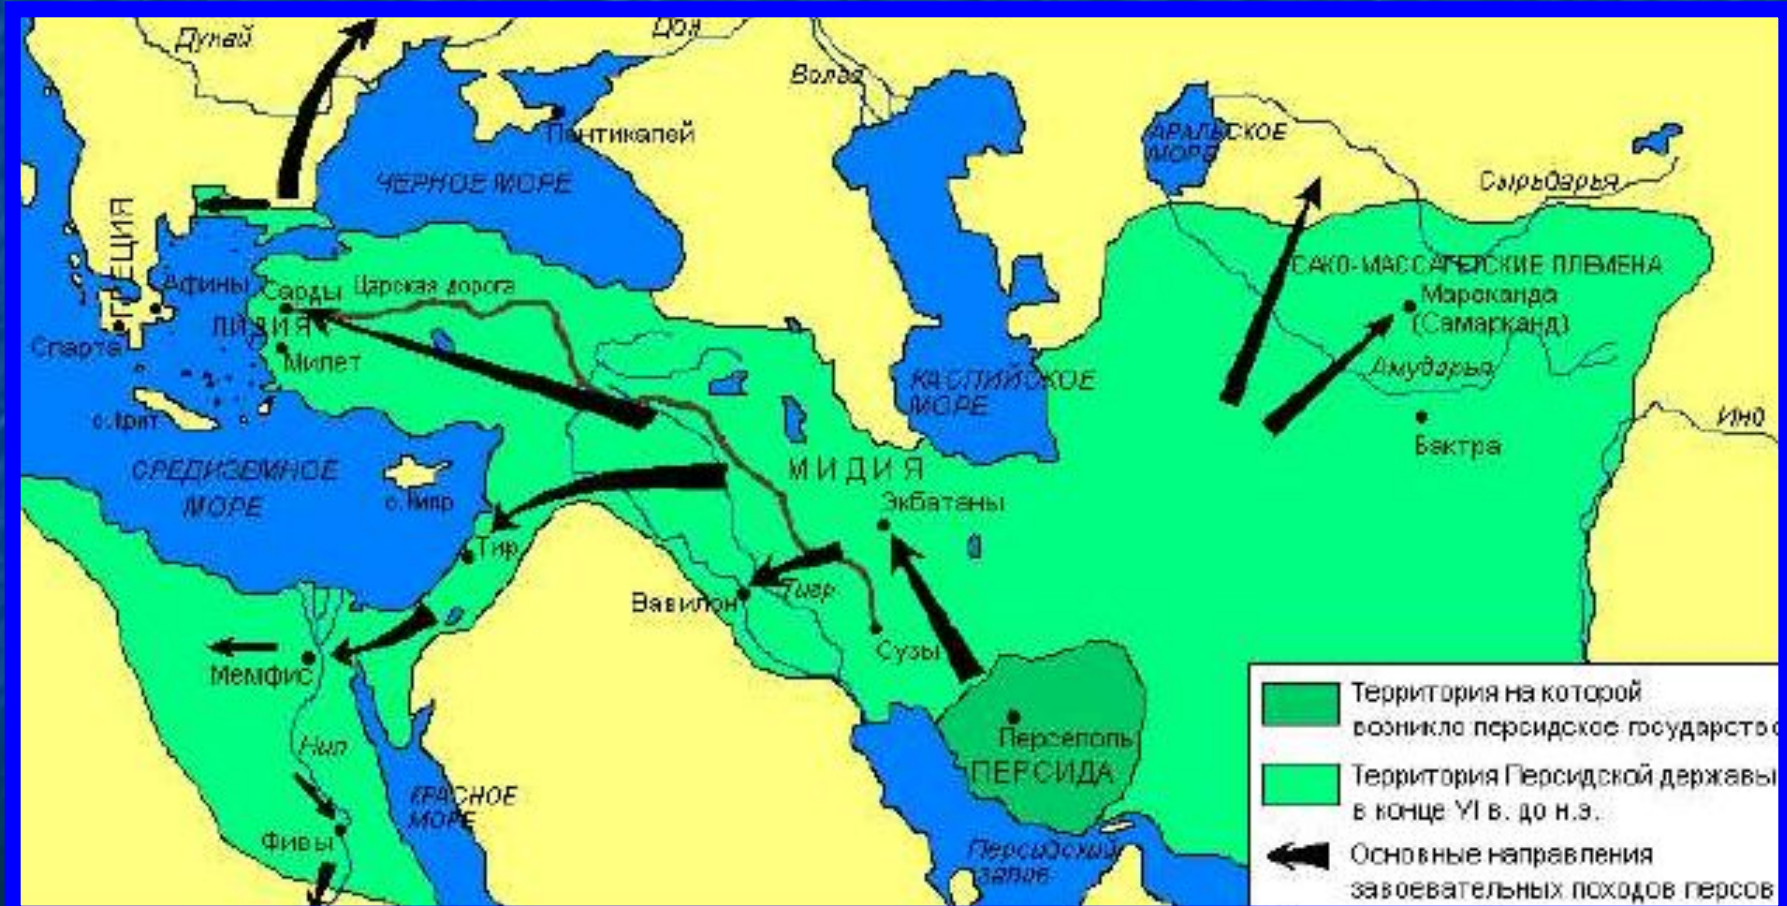 Дунай
Дон
Волга
Пантикапей
ЧЕРНОЕ МОРЕ
АРАЛЬСКОЕ
МОРЕ
Сырьдарья
ГРЕЦИЯ
Афины
Сарды
Царская дорога
ЛИДИЯ
Спарта
Милет
САКО-МАССАГЕТСКИЕ ПЛЕМЕНА
Мараканда
(Самарканд)
Амударья
КАСПИЙСКОЕ
МОРЕ
Бактра
Инд
о.Крит
СРЕДИЗЕМНОЕ
МОРЕ
о.Кипр
МИДИЯ
Экбатаны
Тир
Вавилон
Тигр
Сузы
Мемфис
Нил
Персеполь
ПЕРСИДА
КРАСНОЕ
МОРЕ
Фивы
Персидский
залив
Территория на которой
возникло персидское государство
Территория Персидской державы
в конце VI в. до н.э.
Основные направления
завоевательных походов персов